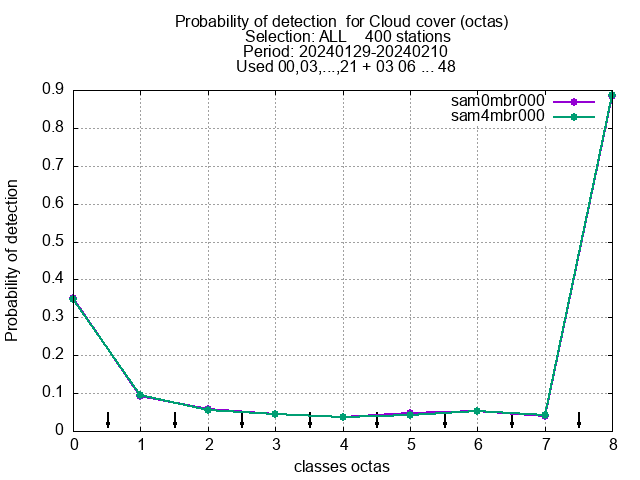 Probability of detection  for Cloud cover (octas)
Selection: ALL    400 stations
Period: 20240129-20240210
Used 00,03,...,21 + 03 06 ... 48
sam0mbr000
sam4mbr000
0.9
0.8
0.7
0.6
0.5
0.4
0.3
0.2
0.1
0
Probability of detection
0 1 2 3 4 5 6 7 8
classes octas